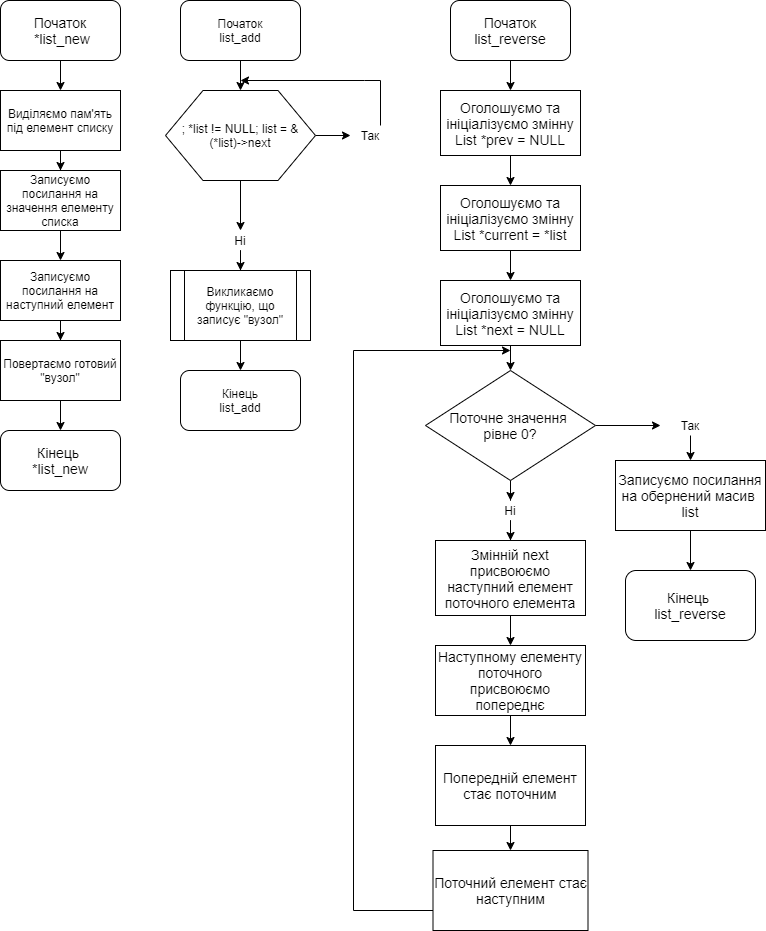 Початок
*list_new
Виділяємо пам'ять
під елемент списку
Записуємо
посилання на
значення елементу
списка
Записуємо
посилання на
наступний елемент
Повертаємо готовий
"вузол"
Кінець
*list_new
Початок
list_add
; *list != NULL; list = &
(*list)->next
Так
Ні
Викликаємо
функцію, що
записує "вузол"
Кінець
list_add
Початок
list_reverse
Оголошуємо та
ініціалізуємо змінну
List *prev = NULL
Оголошуємо та
ініціалізуємо змінну
List *current = *list
Оголошуємо та
ініціалізуємо змінну
List *next = NULL
Поточне значення
рівне 0?
Так
Записуємо посилання
на обернений масив
list
Кінець
list_reverse
Ні
Змінній next
присвоюємо
наступний елемент
поточного елемента
Наступному елементу
поточного
присвоюємо
попереднє
Попередній елемент
стає поточним
Поточний елемент стає
наступним